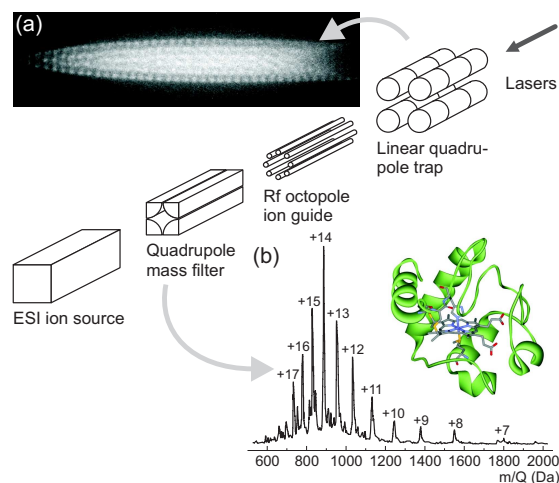 (a)
Lasers
Linear quadru-
pole trap
Rf octopole
ion guide
Quadrupole
mass filter
ESI ion source
(b)
+14
+15
+13
+16
+12
+17
+11
+10
+9
+8
+7
600 800 1000 1200 1400 1600 1800 2000
m/Q (Da)